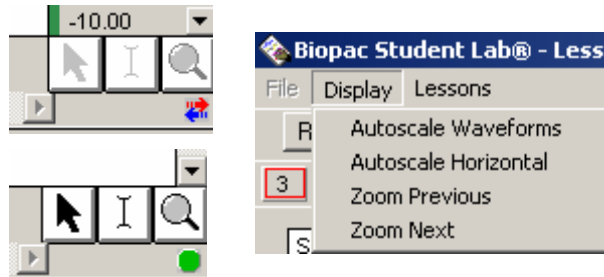 -10.00
Biopac Student Lab® - Less
File Display Lessons
R
Autoscale Waveforms
Autoscale Horizontal
3
Zoom Previous
Zoom Next
S